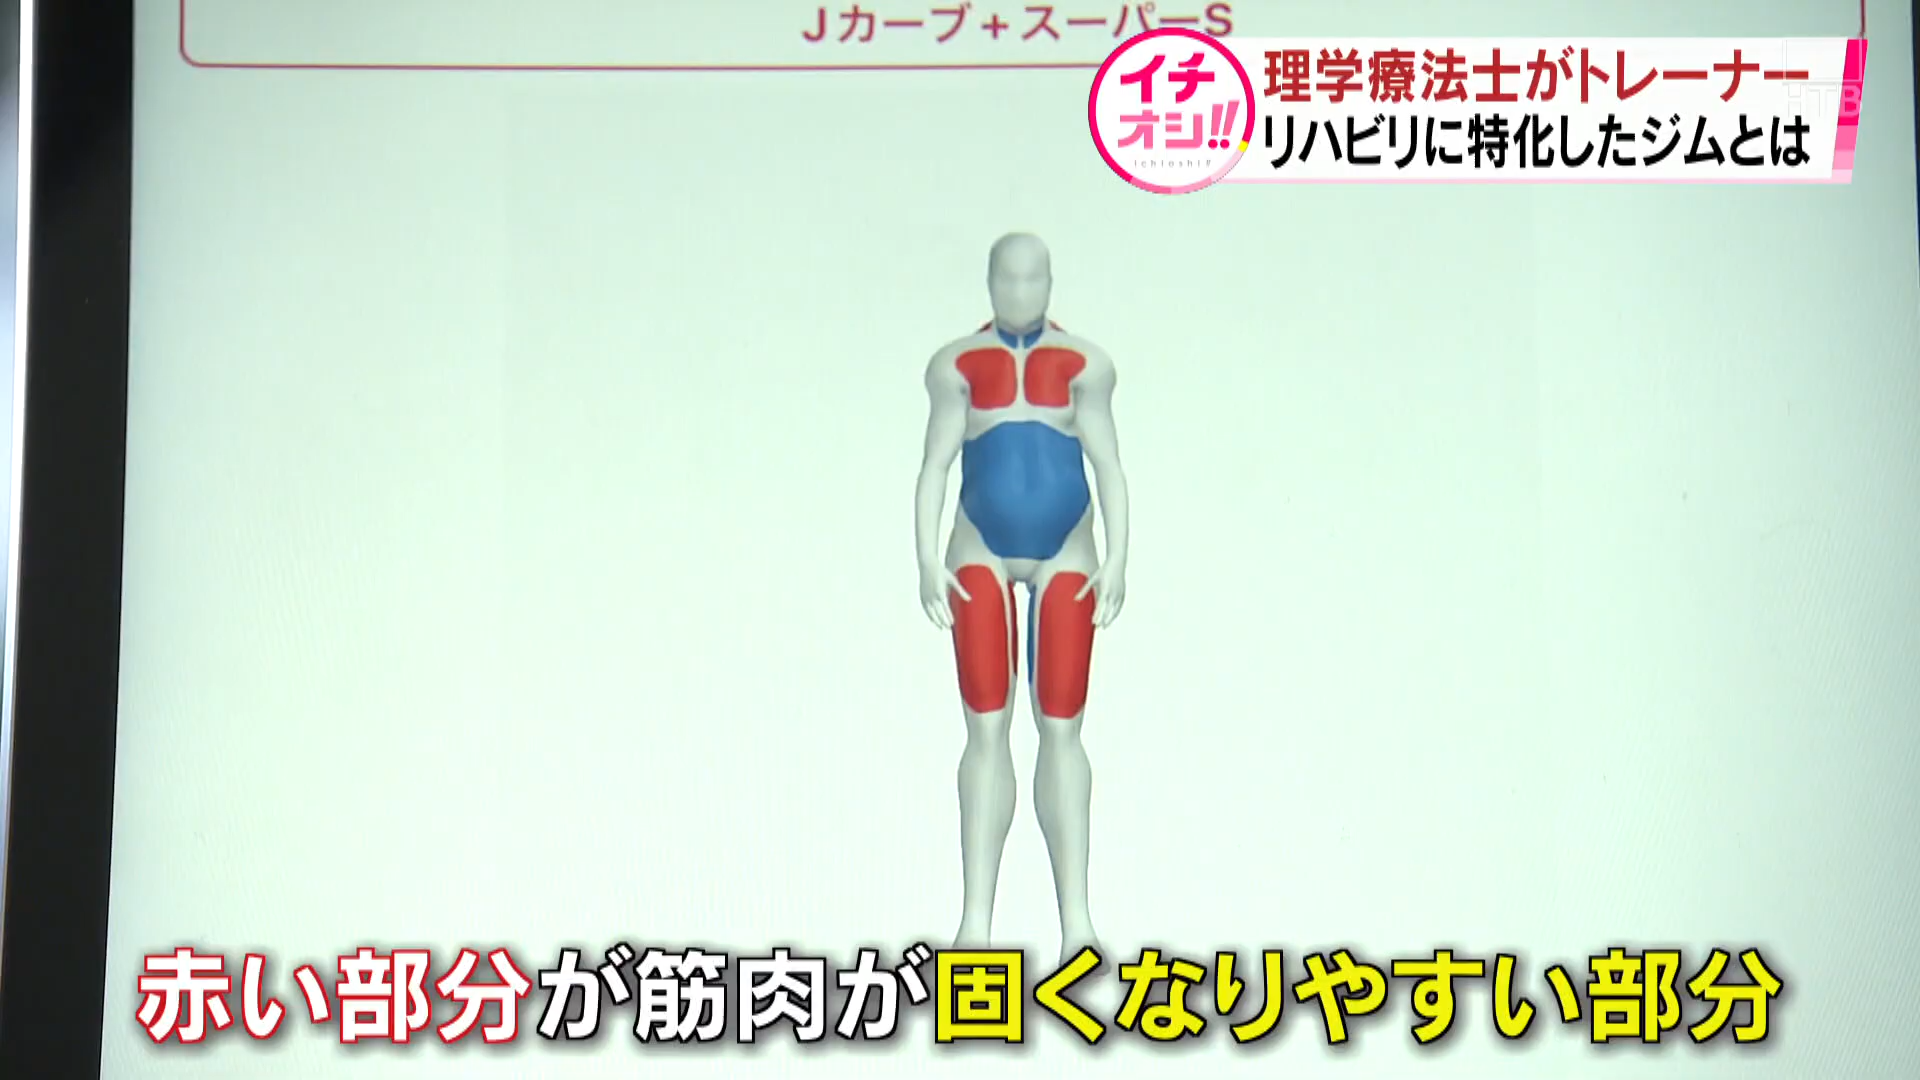 Jカーブ＋スーパーS
イチ
オシ!!
ichioshi!!
理学療法士がトレーナー
リハビリに特化したジムとは
HTB
赤い部分が筋肉が固くなりやすい部分